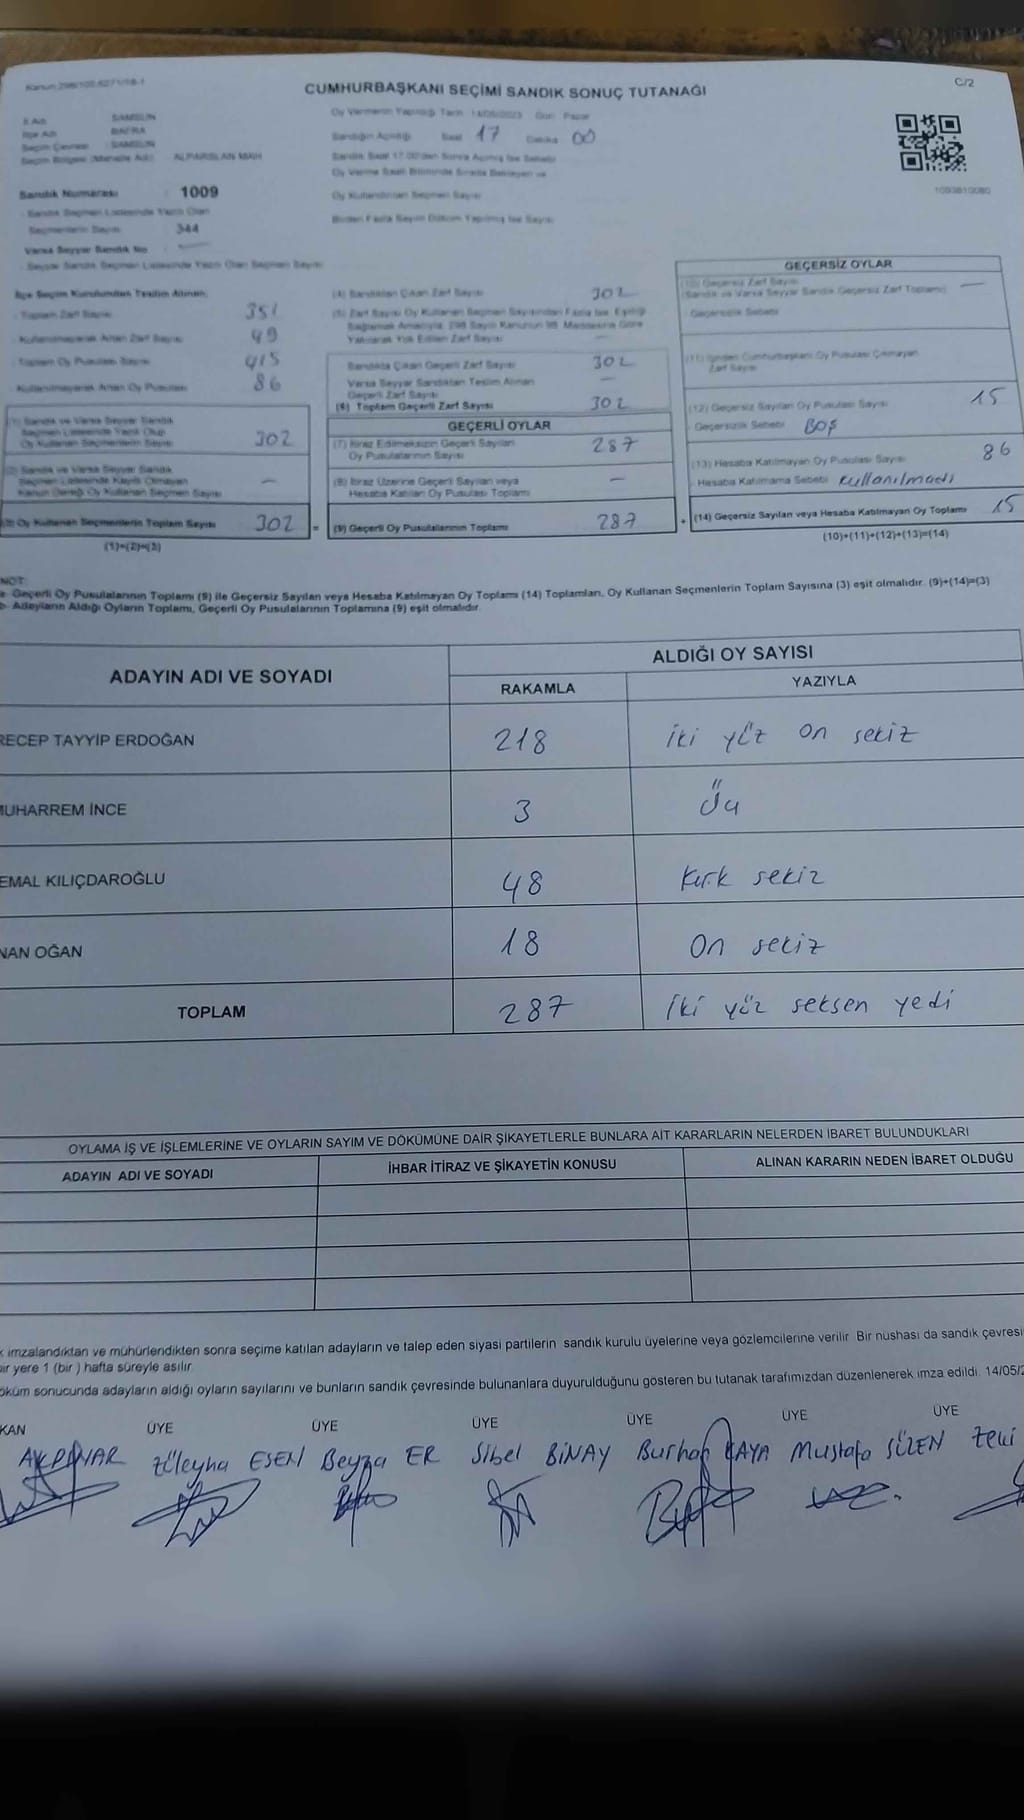 CUMHURBAŞKANI SEÇİMİ SANDIK SONUÇ TUTANAĞI
C/2
İl Adı : SAMSUN
İlçe Adı BAFRA
Seçim Çevresi : SAMSUN
Seçim Bölgesi (Mahalle Adı) : ALPARSLAN MAH.
Oy Vermenin Yapıldığı Tarih : 14/05/2023 Gün : Pazar
Sandığın Açıldığı Saat 17 Dakika 00
Sandık Saat 17.00'den Sonra Açılmış İse Sebebi
Oy Verme Saati Bitiminde Sırada Bekleyen ve
Oy Kullandırılan Seçmen Sayısı
Birden Fazla Sayım Döküm Yapılmış İse Sayısı
Sandık Numarası : 1009
- Sandık Seçmen Listesinde Yazılı Olan
Seçmenlerin Sayısı 344
Varsa Seyyar Sandık No
- Seyyar Sandık Seçmen Listesinde Yazılı Olan Seçmen Sayısı
İlçe Seçim Kurulundan Teslim Alınan;
- Toplam Zarf Sayısı 351
- Kullanılmayarak Artan Zarf Sayısı 49
- Toplam Oy Pusulası Sayısı 415
- Kullanılmayarak Artan Oy Pusulası 86
(1) Sandık ve Varsa Seyyar Sandık
Seçmen Listesinde Yazılı Olup
Oy Kullanan Seçmenlerin Sayısı 302
(2) Sandık ve Varsa Seyyar Sandık
Seçmen Listesinde Kayıtlı Olmayan
Kanun Gereği Oy Kullanan Seçmen Sayısı –
(3) Oy Kullanan Seçmenlerin Toplam Sayısı 302 =
(1)+(2)=(3)
(4) Sandıktan Çıkan Zarf Sayısı 302
(5) Zarf Sayısı Oy Kullanan Seçmen Sayısından Fazla İse, Eşitliği
Sağlamak Amacıyla, 298 Sayılı Kanunun 98. Maddesine Göre
Yakılarak Yok Edilen Zarf Sayısı –
Sandıkta Çıkan Geçerli Zarf Sayısı 302
Varsa Seyyar Sandıktan Teslim Alınan
Geçerli Zarf Sayısı –
(6) Toplam Geçerli Zarf Sayısı 302
GEÇERLİ OYLAR
(7) İtiraz Edilmeksizin Geçerli Sayılan
Oy Pusulalarının Sayısı 287
(8) İtiraz Üzerine Geçerli Sayılan veya
Hesaba Katılan Oy Pusulası Toplamı –
(9) Geçerli Oy Pusulalarının Toplamı 287 +
GEÇERSİZ OYLAR
(10) Geçersiz Zarf Sayısı
(Sandık ve Varsa Seyyar Sandık Geçersiz Zarf Toplamı) –
Geçersizlik Sebebi
(11) İçinden Cumhurbaşkanı Oy Pusulası Çıkmayan
Zarf Sayısı
(12) Geçersiz Sayılan Oy Pusulası Sayısı 15
Geçersizlik Sebebi BOŞ
(13) Hesaba Katılmayan Oy Pusulası Sayısı 86
Hesaba Katılmama Sebebi Kullanılmadı
(14) Geçersiz Sayılan veya Hesaba Katılmayan Oy Toplamı 15
(10)+(11)+(12)+(13)=(14)
NOT:
a- Geçerli Oy Pusulalarının Toplamı (9) ile Geçersiz Sayılan veya Hesaba Katılmayan Oy Toplamı (14) Toplamları, Oy Kullanan Seçmenlerin Toplam Sayısına (3) eşit olmalıdır. (9)+(14)=(3)
b- Adayların Aldığı Oyların Toplamı, Geçerli Oy Pusulalarının Toplamına (9) eşit olmalıdır.
ADAYIN ADI VE SOYADI ALDIĞI OY SAYISI
RAKAMLA YAZIYLA
RECEP TAYYİP ERDOĞAN 218 iki yüz on sekiz
MUHARREM İNCE 3 üç
EMAL KILIÇDAROĞLU 48 Kırk sekiz
NAN OĞAN 18 On sekiz
TOPLAM 287 İki yüz seksen yedi
OYLAMA İŞ VE İŞLEMLERİNE VE OYLARIN SAYIM VE DÖKÜMÜNE DAİR ŞİKAYETLERLE BUNLARA AİT KARARLARIN NELERDEN İBARET BULUNDUKLARI
ADAYIN ADI VE SOYADI İHBAR İTİRAZ VE ŞİKAYETİN KONUSU ALINAN KARARIN NEDEN İBARET OLDUĞU
k imzalandıktan ve mühürlendikten sonra seçime katılan adayların ve talep eden siyasi partilerin sandık kurulu üyelerine veya gözlemcilerine verilir. Bir nüshası da sandık çevresi
bir yere 1 (bir ) hafta süreyle asılır.
öküm sonucunda adayların aldığı oyların sayılarını ve bunların sandık çevresinde bulunanlara duyurulduğunu gösteren bu tutanak tarafımızdan düzenlenerek imza edildi. 14/05/2
KAN ÜYE ÜYE ÜYE ÜYE ÜYE ÜYE
AKPINAR Züleyha ESEN Beyza ER Sibel BİNAY Burhan KAYA Mustafa SÜZEN Zeki